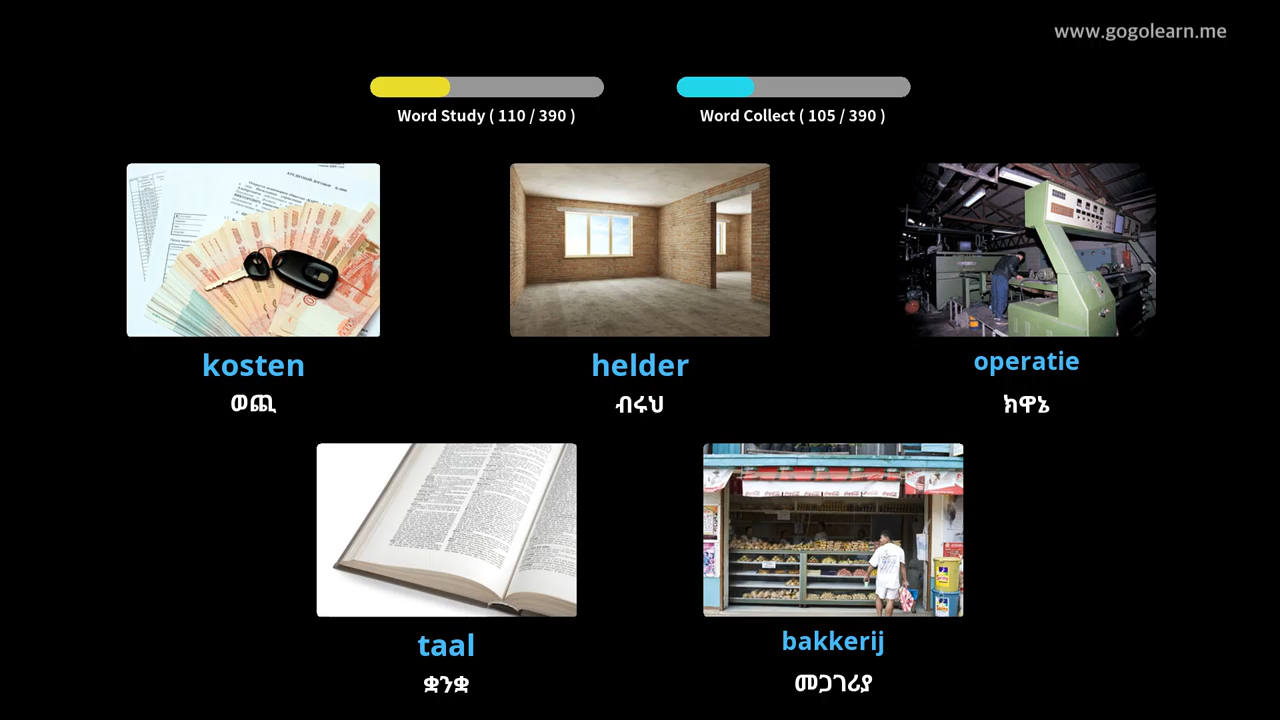 www.gogolearn.me
Word Study ( 110 / 390 )
Word Collect ( 105 / 390 )
kosten
ወጪ
helder
ብሩህ
operatie
ክዋኔ
taal
ቋንቋ
bakkerij
መጋገሪያ